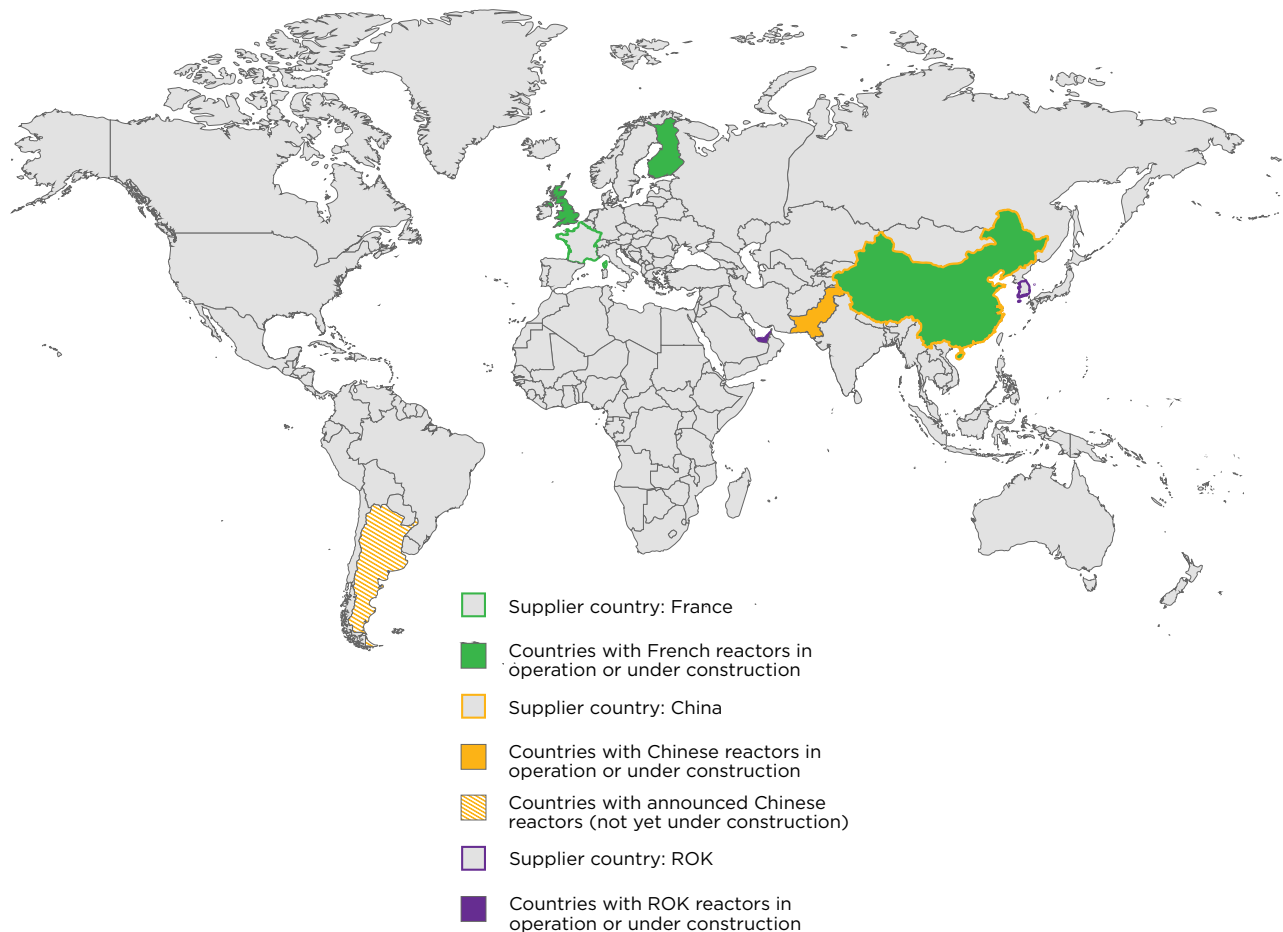 Supplier country: France
Countries with French reactors in
operation or under construction
Supplier country: China
Countries with Chinese reactors in
operation or under construction
Countries with announced Chinese
reactors (not yet under construction)
Supplier country: ROK
Countries with ROK reactors in
operation or under construction